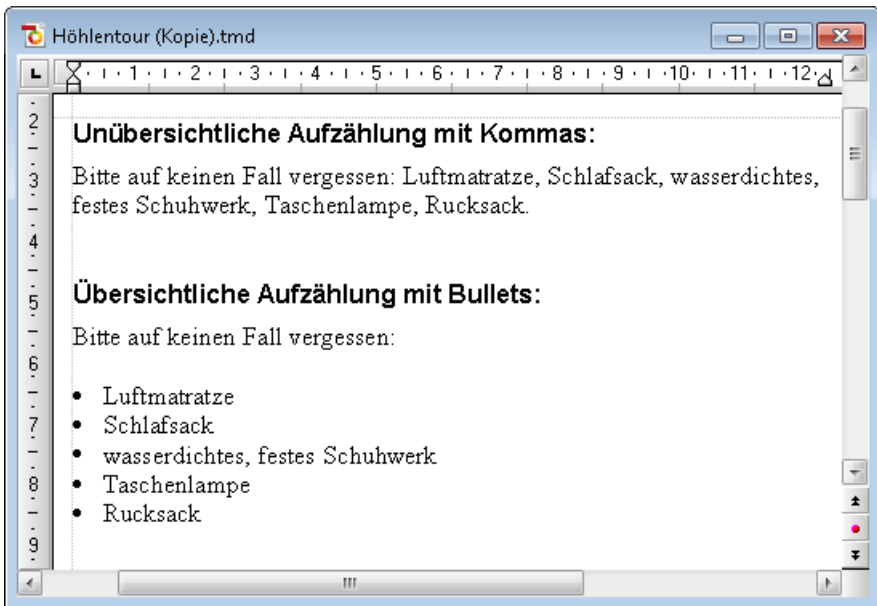 Höhlentour (Kopie).tmd
1 2 3 4 5 6 7 8 9 10 11 12
2
Unübersichtliche Aufzählung mit Kommas:
3
Bitte auf keinen Fall vergessen: Luftmatratze, Schlafsack, wasserdichtes,
festes Schuhwerk, Taschenlampe, Rucksack.
4
5
Übersichtliche Aufzählung mit Bullets:
Bitte auf keinen Fall vergessen:
6
• Luftmatratze
7
• Schlafsack
• wasserdichtes, festes Schuhwerk
8
• Taschenlampe
• Rucksack
9